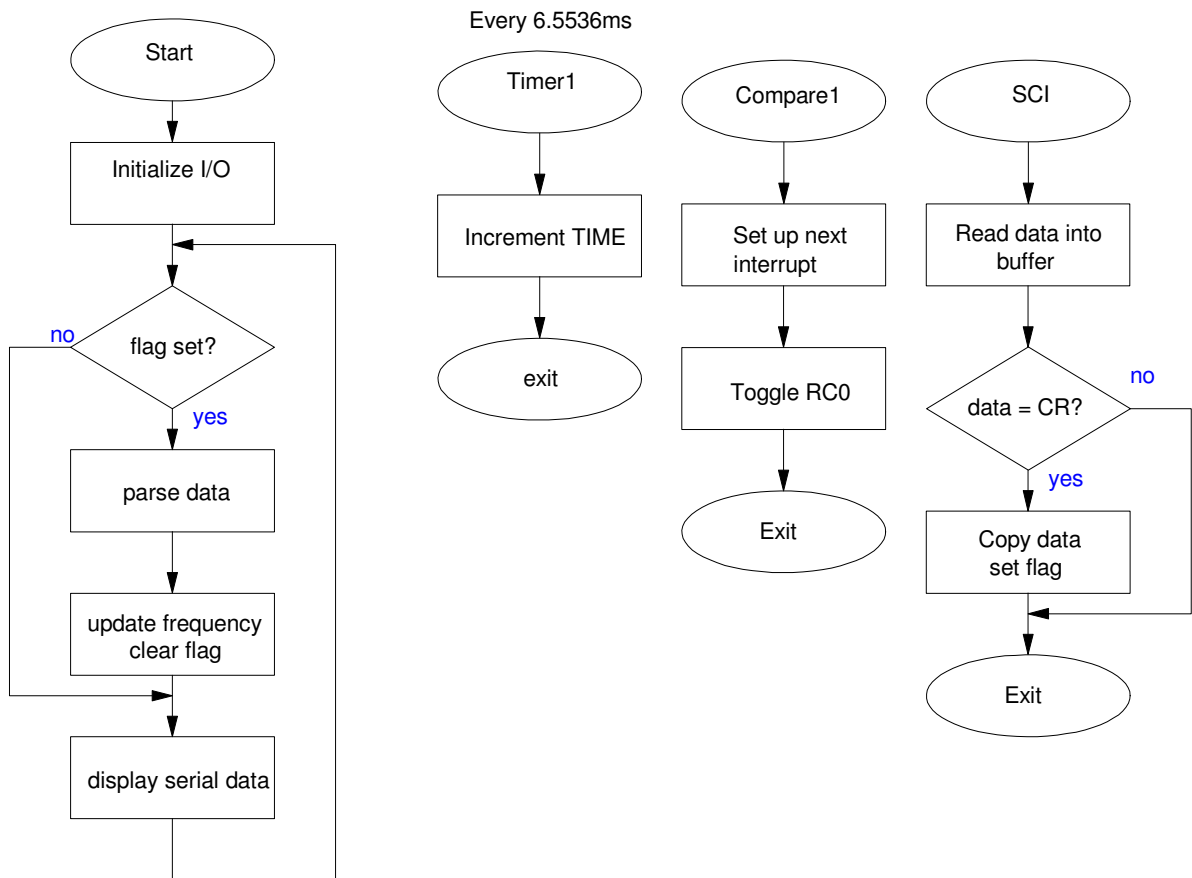 Start
Initialize I/O
flag set?
no
yes
parse data
update frequency
clear flag
display serial data
Every 6.5536ms
Timer1
Increment TIME
exit
Compare1
Set up next
interrupt
Toggle RC0
Exit
SCI
Read data into
buffer
data = CR?
no
yes
Copy data
set flag
Exit